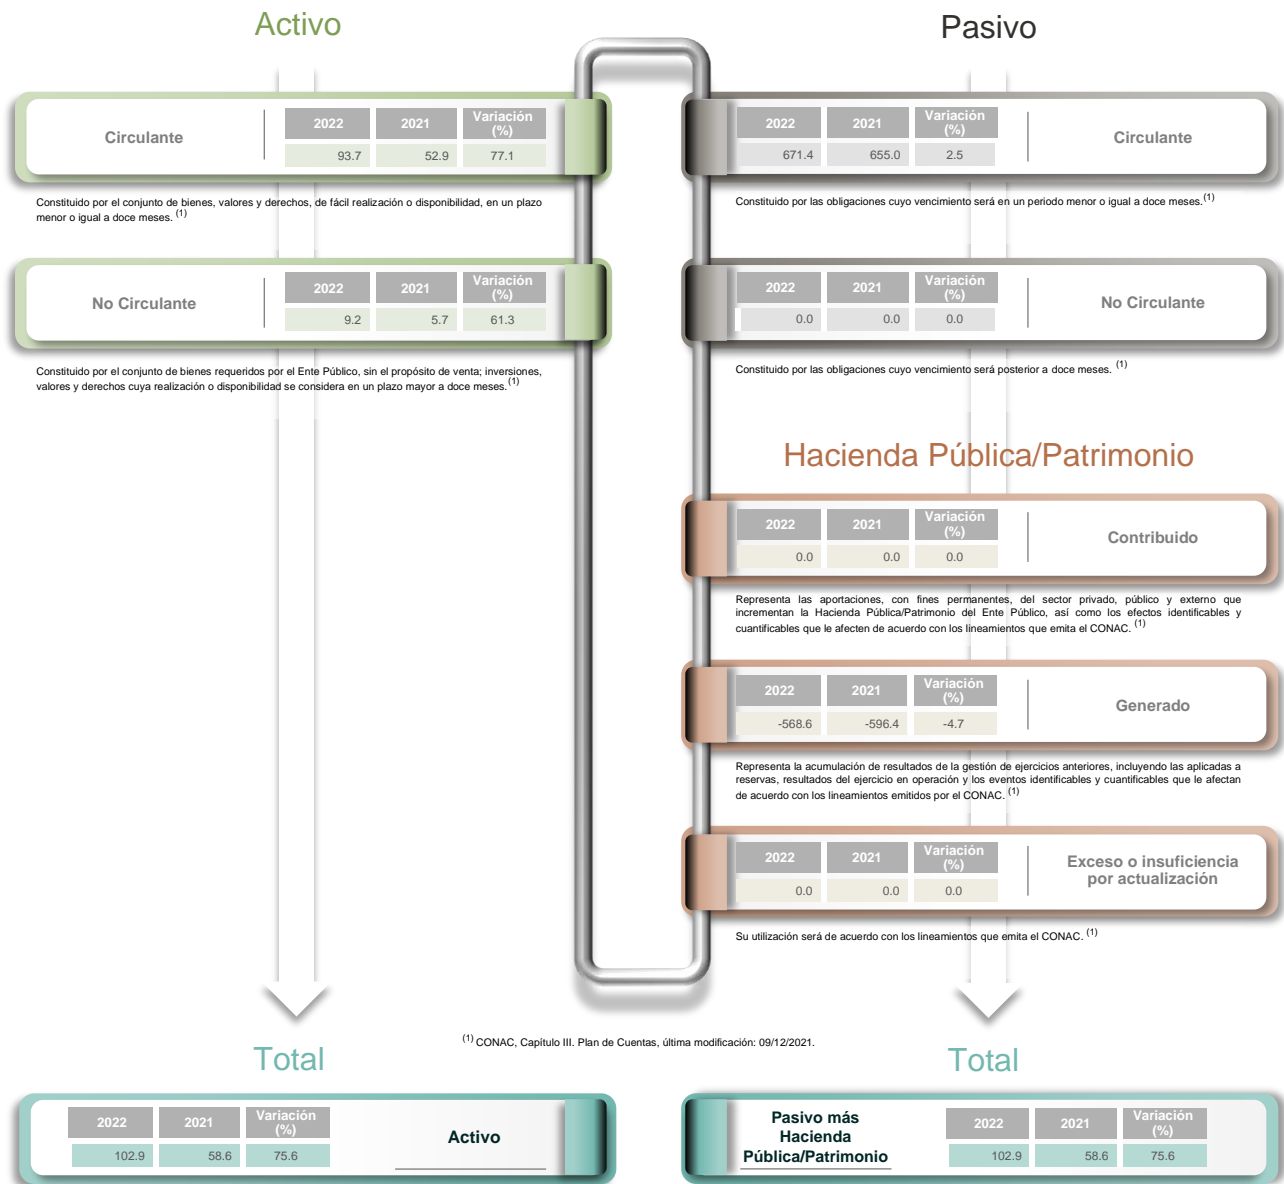 Activo
Circulante
2022 2021 Variación (%)
93.7 52.9 77.1
Constituido por el conjunto de bienes, valores y derechos, de fácil realización o disponibilidad, en un plazo
menor o igual a doce meses. (1)
No Circulante
2022 2021 Variación (%)
9.2 5.7 61.3
Constituido por el conjunto de bienes requeridos por el Ente Público, sin el propósito de venta; inversiones,
valores y derechos cuya realización o disponibilidad se considera en un plazo mayor a doce meses. (1)
Pasivo
2022 2021 Variación (%)
671.4 655.0 2.5
Circulante
Constituido por las obligaciones cuyo vencimiento será en un periodo menor o igual a doce meses. (1)
2022 2021 Variación (%)
0.0 0.0 0.0
No Circulante
Constituido por las obligaciones cuyo vencimiento será posterior a doce meses. (1)
Hacienda Pública/Patrimonio
2022 2021 Variación (%)
0.0 0.0 0.0
Contribuido
Representa las aportaciones, con fines permanentes, del sector privado, público y externo que
incrementan la Hacienda Pública/Patrimonio del Ente Público, así como los efectos identificables y
cuantificables que le afecten de acuerdo con los lineamientos que emita el CONAC. (1)
2022 2021 Variación (%)
-568.6 -596.4 -4.7
Generado
Representa la acumulación de resultados de la gestión de ejercicios anteriores, incluyendo las aplicadas a
reservas, resultados del ejercicio en operación y los eventos identificables y cuantificables que le afectan
de acuerdo con los lineamientos emitidos por el CONAC. (1)
2022 2021 Variación (%)
0.0 0.0 0.0
Exceso o insuficiencia
por actualización
Su utilización será de acuerdo con los lineamientos que emita el CONAC. (1)
(1) CONAC, Capítulo III. Plan de Cuentas, última modificación: 09/12/2021.
Total
2022 2021 Variación (%)
102.9 58.6 75.6
Activo
Total
Pasivo más
Hacienda
Pública/Patrimonio
2022 2021 Variación (%)
102.9 58.6 75.6